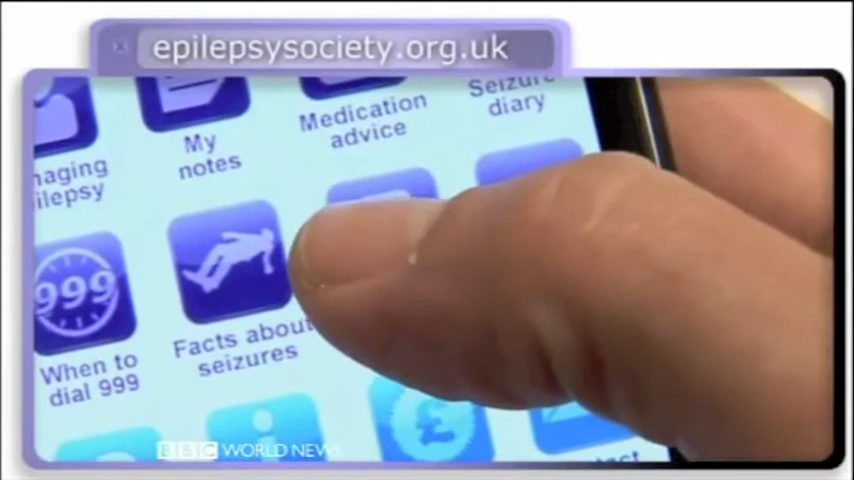 epilepsysociety.org.uk
Seizure
diary
Medication
advice
My
notes
999
When to
dial 999
Facts about
seizures
£
BBC WORLD NEWS